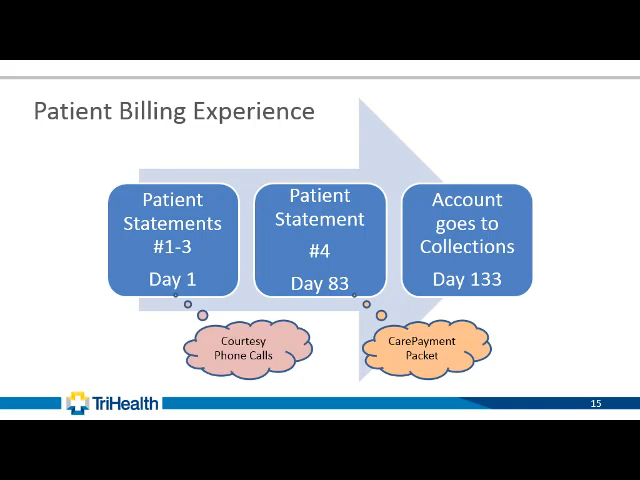 Patient Billing Experience
Patient
Statements
#1-3
Day 1
Patient
Statement
#4
Day 83
Account
goes to
Collections
Day 133
Courtesy
Phone Calls
CarePayment
Packet
TriHealth
15